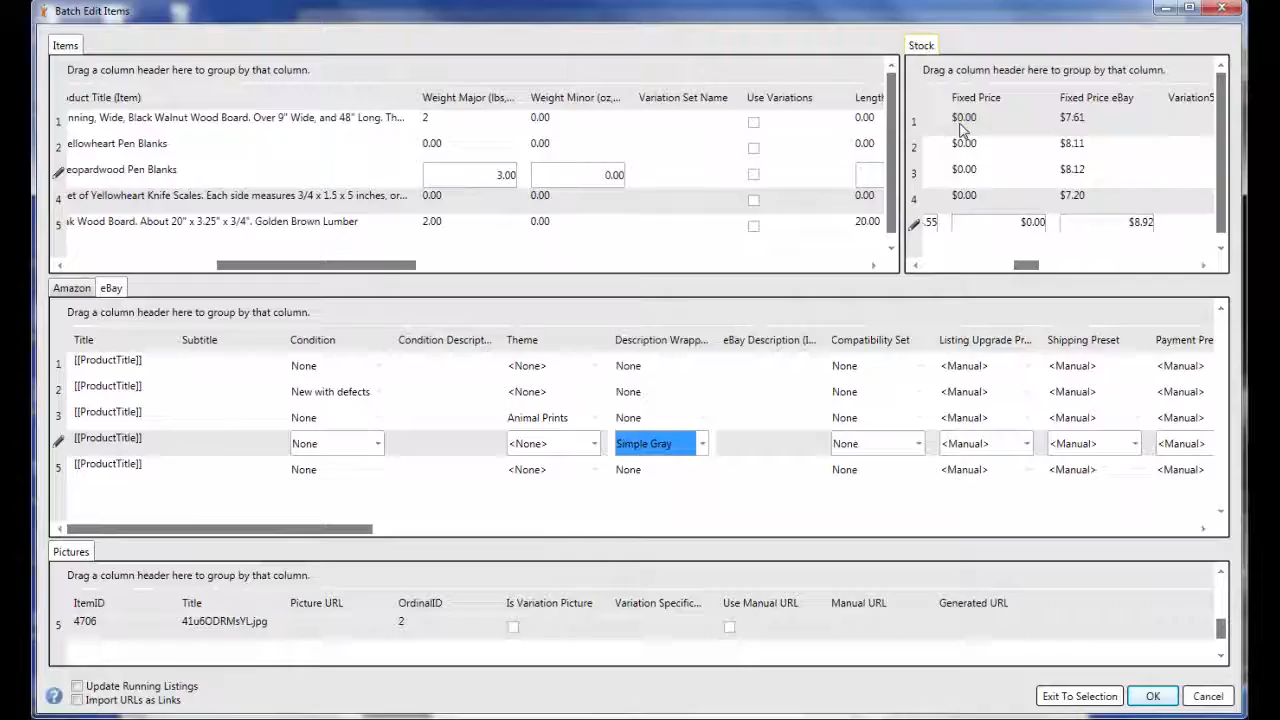 Batch Edit Items
Items
Drag a column header here to group by that column.
duct Title (Item) Weight Major (lbs,... Weight Minor (oz,... Variation Set Name Use Variations Length
1 nning, Wide, Black Walnut Wood Board. Over 9" Wide, and 48" Long. Th... 2 0.00 0.00
2 ellowheart Pen Blanks 0.00 0.00 0.00
eopardwood Pen Blanks 3.00 0.00
4 et of Yellowheart Knife Scales. Each side measures 3/4 x 1.5 x 5 inches, or... 0.00 0.00 0.00
5 ak Wood Board. About 20" x 3.25" x 3/4". Golden Brown Lumber 2.00 0.00 20.00
Stock
Drag a column header here to group by that column.
Fixed Price Fixed Price eBay VariationS
1 $0.00 $7.61
2 $0.00 $8.11
3 $0.00 $8.12
4 $0.00 $7.20
.55 $0.00 $8.92
Amazon eBay
Drag a column header here to group by that column.
Title Subtitle Condition Condition Descript... Theme Description Wrapp... eBay Description (I... Compatibility Set Listing Upgrade Pr... Shipping Preset Payment Pre
1 [[ProductTitle]] None <None> None None <Manual> <Manual> <Manual>
2 [[ProductTitle]] New with defects <None> None None <Manual> <Manual> <Manual>
3 [[ProductTitle]] None Animal Prints None None <Manual> <Manual> <Manual>
[[ProductTitle]] None <None> Simple Gray None <Manual> <Manual> <Manual>
5 [[ProductTitle]] None <None> None None <Manual> <Manual> <Manual>
Pictures
Drag a column header here to group by that column.
ItemID Title Picture URL OrdinalID Is Variation Picture Variation Specific... Use Manual URL Manual URL Generated URL
5 4706 41u6ODRMsYL.jpg 2
Update Running Listings
Import URLs as Links
Exit To Selection OK Cancel